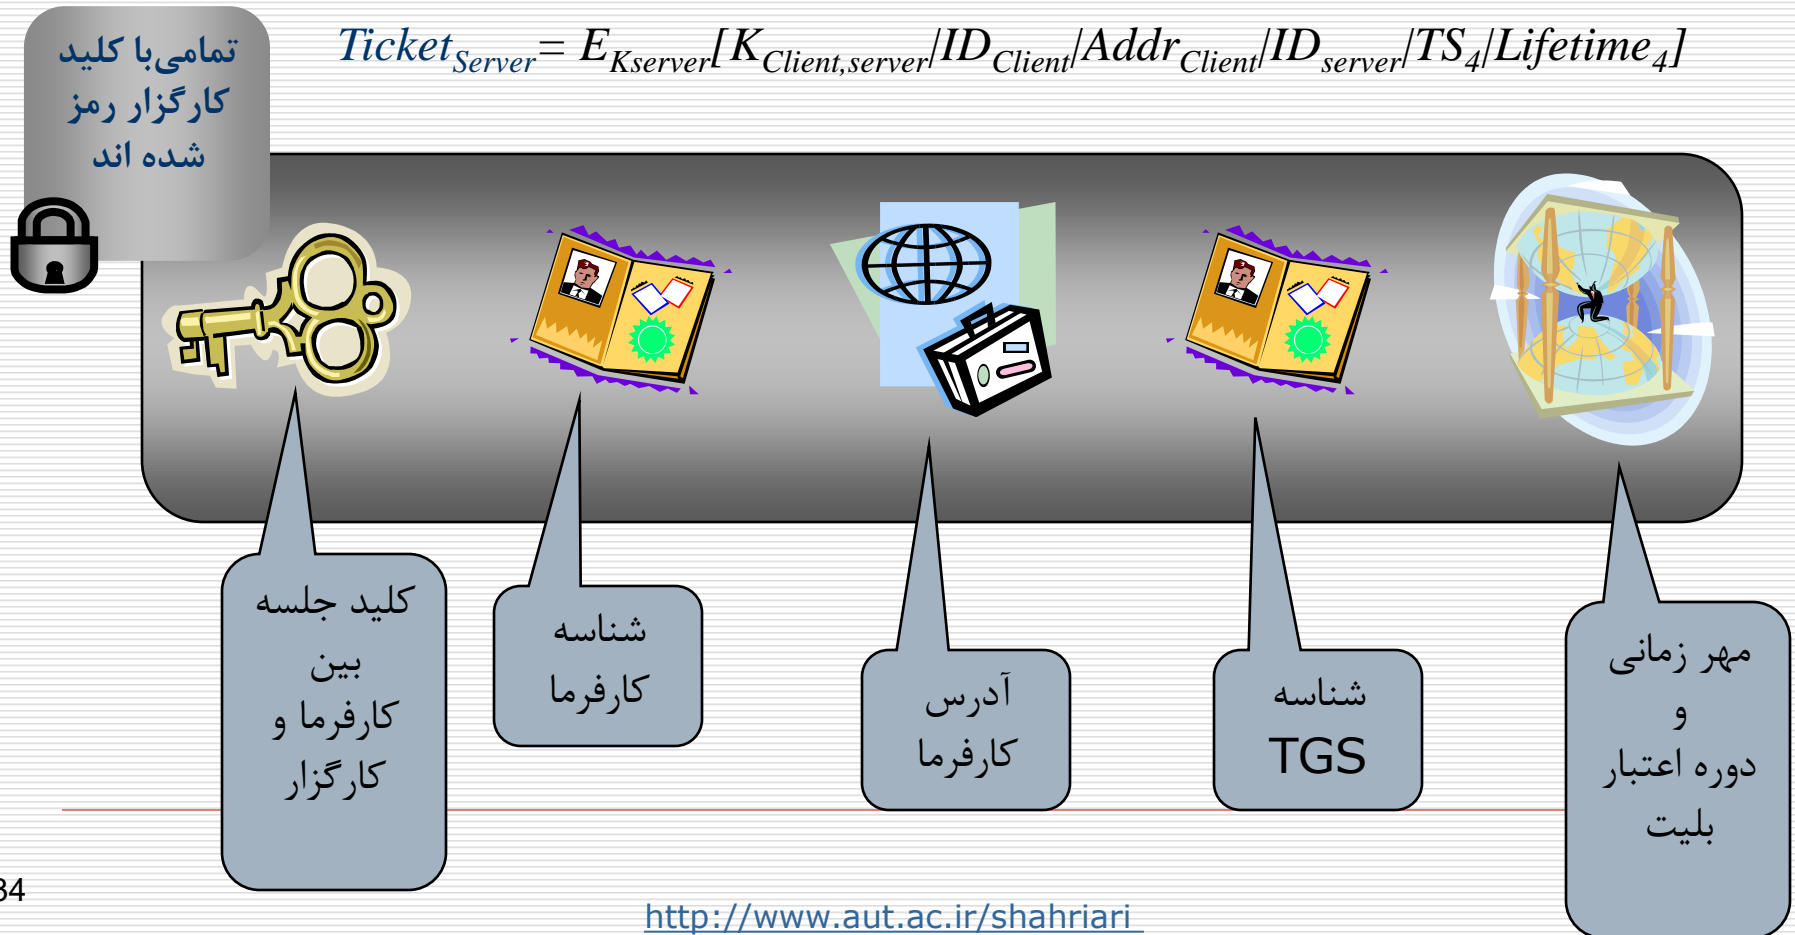 تمامی‌با کلید
کارگزار رمز
شده اند
Ticket_Server = E_Kserver[K_Client,server|ID_Client|Addr_Client|ID_server|TS_4|Lifetime_4]
کلید جلسه
بین
کارفرما و
کارگزار
شناسه
کارفرما
آدرس
کارفرما
شناسه
TGS
مهر زمانی
و
دوره اعتبار
بلیت
34
http://www.aut.ac.ir/shahriari